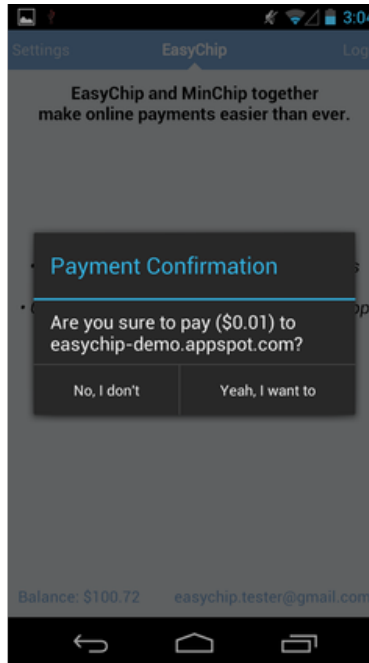 3:04
Settings EasyChip Log
EasyChip and MinChip together
make online payments easier than ever.
Payment Confirmation
Are you sure to pay ($0.01) to
easychip-demo.appspot.com?
No, I don't Yeah, I want to
Balance: $100.72 easychip.tester@gmail.com